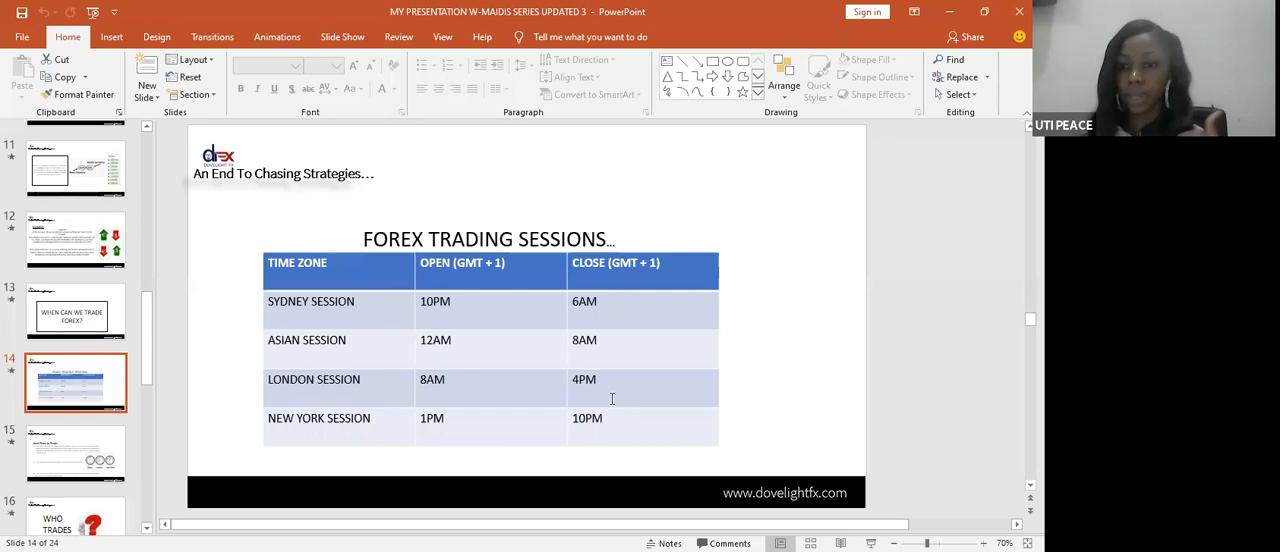 MY PRESENTATION W-MAIDIS SERIES UPDATED 3 - PowerPoint
Sign in
File Home Insert Design Transitions Animations Slide Show Review View Help Tell me what you want to do Share
Paste
Cut
Copy
Format Painter
Clipboard
New Slide
Layout
Reset
Section
Slides
B I U S abc AV Aa A
Font
Paragraph
Text Direction
Align Text
Convert to SmartArt
Arrange
Quick Styles
Shape Fill
Shape Outline
Shape Effects
Drawing
Find
Replace
Select
Editing
UTI PEACE
11
12
13
WHEN CAN WE TRADE
FOREX?
14
15
16
WHO
TRADES
drex
DOVELIGHT FX
An End To Chasing Strategies...
FOREX TRADING SESSIONS...
TIME ZONE OPEN (GMT + 1) CLOSE (GMT + 1)
SYDNEY SESSION 10PM 6AM
ASIAN SESSION 12AM 8AM
LONDON SESSION 8AM 4PM
NEW YORK SESSION 1PM 10PM
www.dovelightfx.com
Slide 14 of 24
Notes
Comments
70%